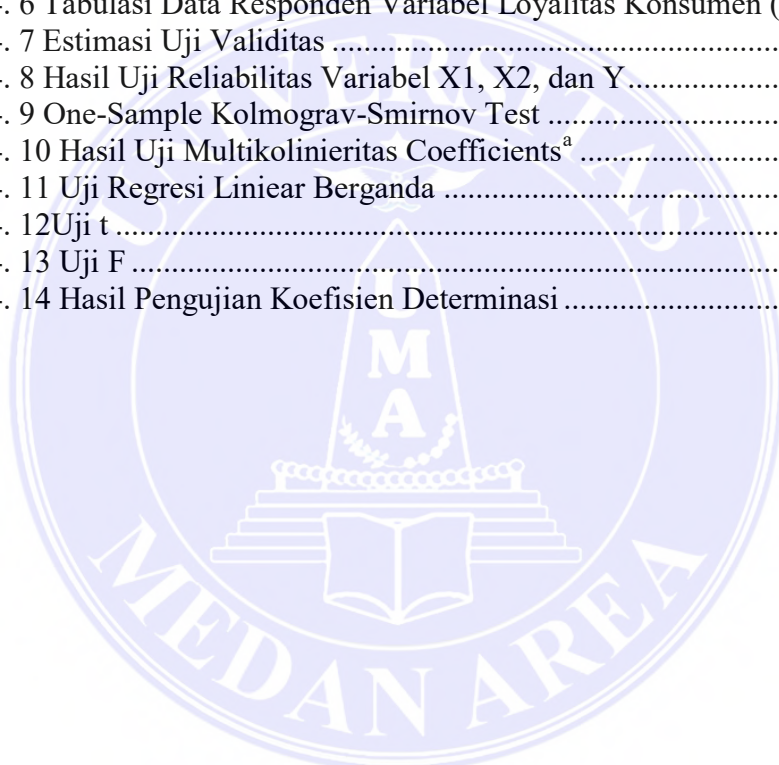 . 6 Tabulasi Data Responden Variabel Loyalitas Konsumen (
. 7 Estimasi Uji Validitas ..........................................................
. 8 Hasil Uji Reliabilitas Variabel X1, X2, dan Y....................
. 9 One-Sample Kolmograv-Smirnov Test ..............................
. 10 Hasil Uji Multikolinieritas Coefficientsᵃ .........................
. 11 Uji Regresi Liniear Berganda ..........................................
. 12Uji t ....................................................................................
. 13 Uji F ..................................................................................
. 14 Hasil Pengujian Koefisien Determinasi ...........................
UNIVERSITAS
U
M
A
MEDAN AREA